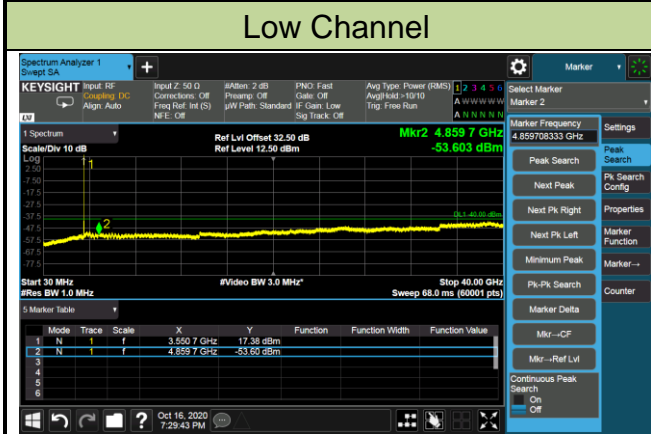 Low Channel
Spectrum Analyzer 1
Swept SA
+
Marker
KEYSIGHT
Input: RF
Coupling: DC
Align: Auto
Input Z: 50 Ω
Corrections: Off
Freq Ref: Int (S)
NFE: Off
#Atten: 2 dB
Preamp: Off
µW Path: Standard
PNO: Fast
Gate: Off
IF Gain: Low
Sig Track: Off
Avg Type: Power (RMS)
Avg|Hold:>10/10
Trig: Free Run
1 2 3 4 5 6
A W W W W W
A N N N N N
LXI
Select Marker
Marker 2
1 Spectrum
Scale/Div 10 dB
Ref Lvl Offset 32.50 dB
Ref Level 12.50 dBm
Mkr2 4.859 7 GHz
-53.603 dBm
Log
2.50
-7.50
-17.5
-27.5
-37.5
-47.5
-57.5
-67.5
-77.5
1
2
DL1 -40.00 dBm
Start 30 MHz
#Res BW 1.0 MHz
#Video BW 3.0 MHz*
Stop 40.00 GHz
Sweep 68.0 ms (60001 pts)
Marker Frequency
4.859708333 GHz
Peak Search
Next Peak
Next Pk Right
Next Pk Left
Minimum Peak
Pk-Pk Search
Marker Delta
Mkr→CF
Mkr→Ref Lvl
Continuous Peak Search
On
Off
Settings
Peak Search
Pk Search Config
Properties
Marker Function
Marker→
Counter
5 Marker Table
Mode Trace Scale X Y Function Function Width Function Value
1 N 1 f 3.550 7 GHz 17.38 dBm
2 N 1 f 4.859 7 GHz -53.60 dBm
3
4
5
6
?
Oct 16, 2020
7:29:43 PM